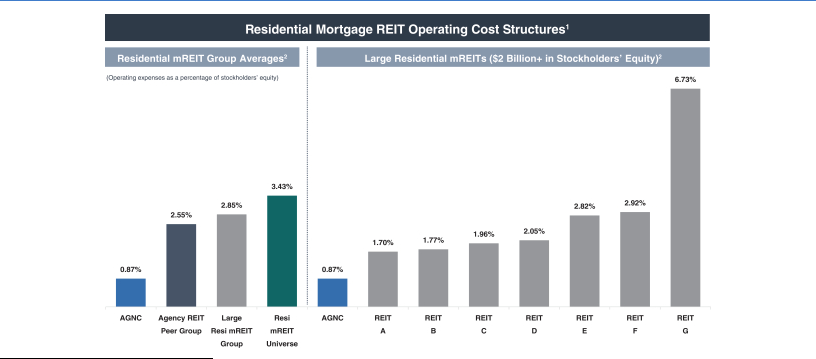 Residential Mortgage REIT Operating Cost Structures¹
Residential mREIT Group Averages²
Large Residential mREITs ($2 Billion+ in Stockholders' Equity)²
(Operating expenses as a percentage of stockholders' equity)
0.87%
2.55%
2.85%
3.43%
0.87%
1.70%
1.77%
1.96%
2.05%
2.82%
2.92%
6.73%
AGNC
Agency REIT
Peer Group
Large
Resi mREIT
Group
Resi
mREIT
Universe
AGNC
REIT
A
REIT
B
REIT
C
REIT
D
REIT
E
REIT
F
REIT
G